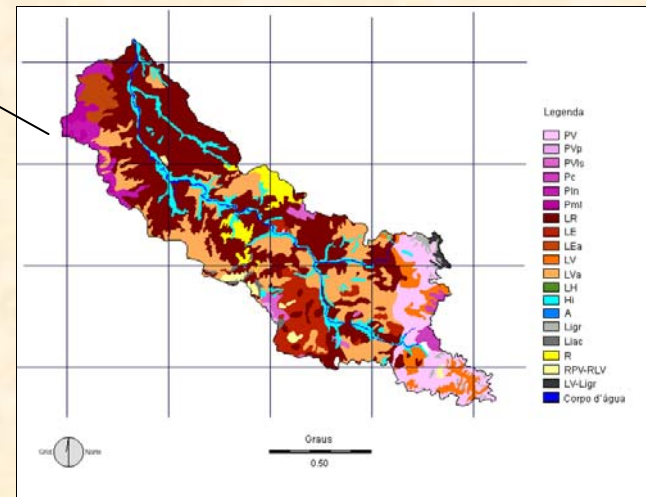 Legenda
PV
PVp
PVls
Pc
Pln
Pml
LR
LE
LEa
LV
LVa
LH
Hi
A
Ligr
Liac
R
RPV-RLV
LV-Ligr
Corpo d'água
Grid Norte
Graus
0.50